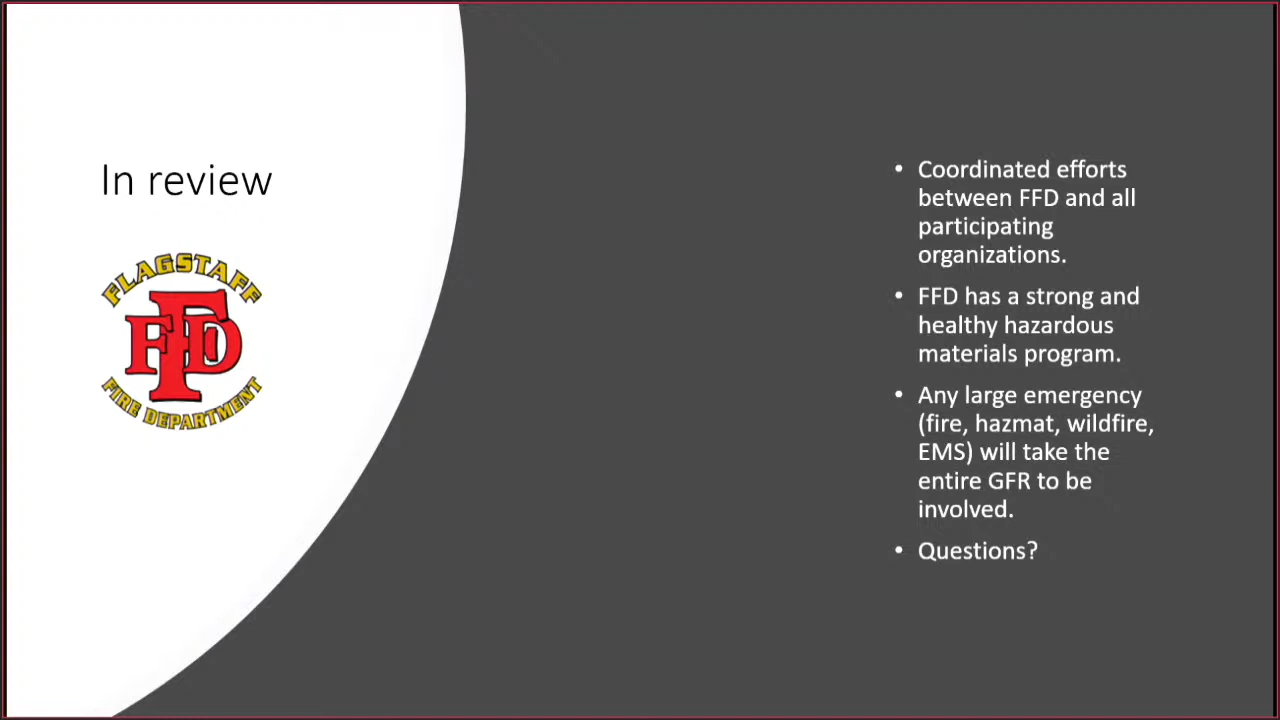 In review
FLAGSTAFF
FFD
FIRE DEPARTMENT
• Coordinated efforts
between FFD and all
participating
organizations.
• FFD has a strong and
healthy hazardous
materials program.
• Any large emergency
(fire, hazmat, wildfire,
EMS) will take the
entire GFR to be
involved.
• Questions?